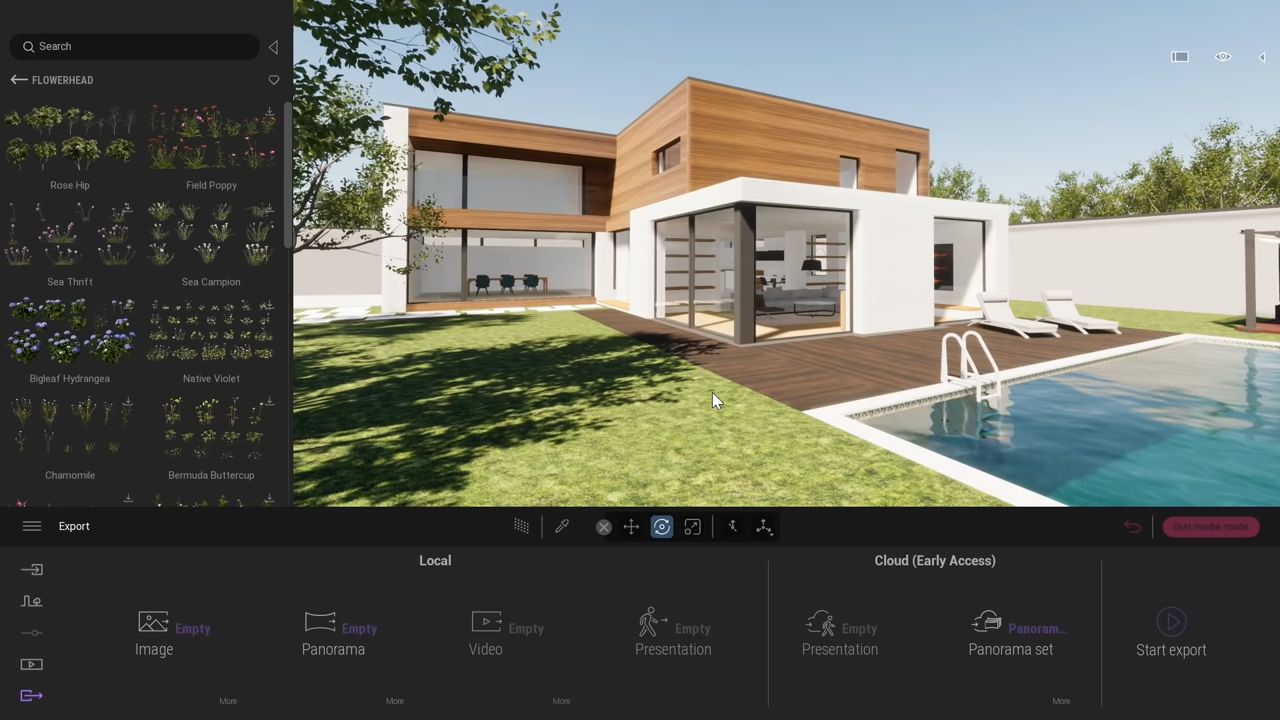 Search
FLOWERHEAD
Rose Hip
Field Poppy
Sea Thrift
Sea Campion
Bigleaf Hydrangea
Native Violet
Chamomile
Bermuda Buttercup
Export
Quit media mode
Local
Cloud (Early Access)
Empty
Image
More
Empty
Panorama
More
Empty
Video
More
Empty
Presentation
Empty
Presentation
Panoram...
Panorama set
More
Start export